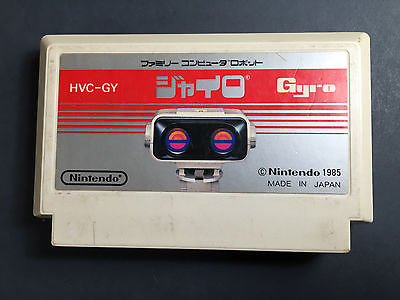 ファミリー コンピュータ ロボット
HVC-GY
ジャイロ®
Gyro
Nintendo®
© Nintendo 1985
MADE IN JAPAN